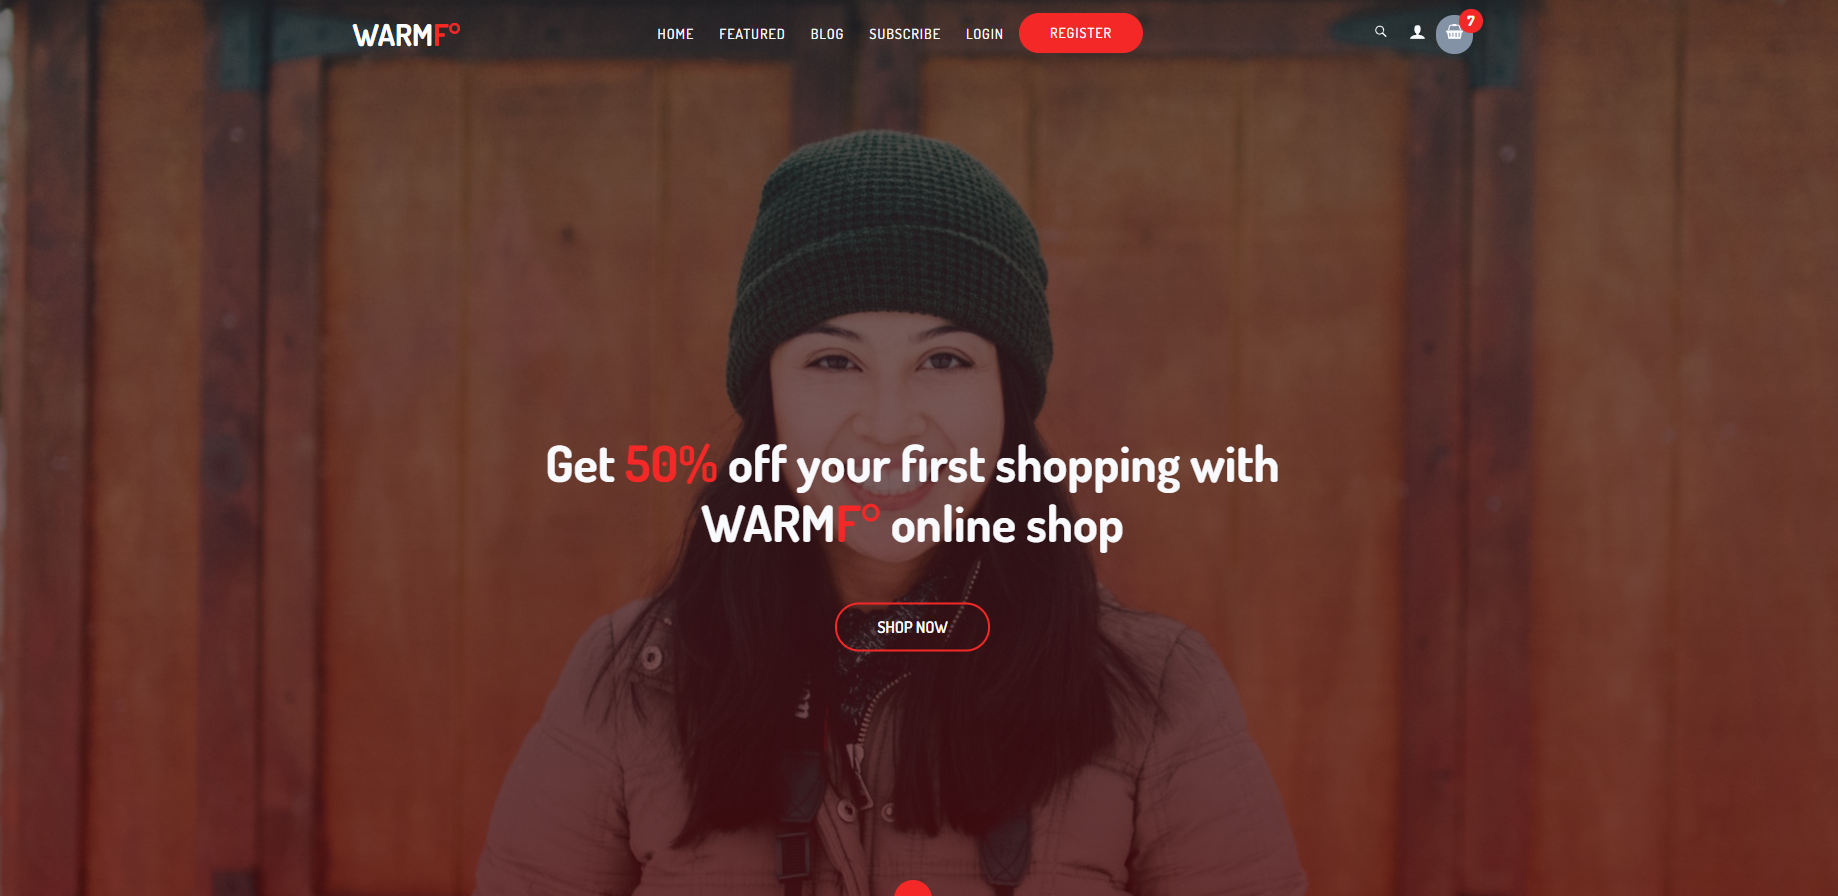 WARMF°
HOME
FEATURED
BLOG
SUBSCRIBE
LOGIN
REGISTER
7
Get 50% off your first shopping with
WARMF° online shop
SHOP NOW